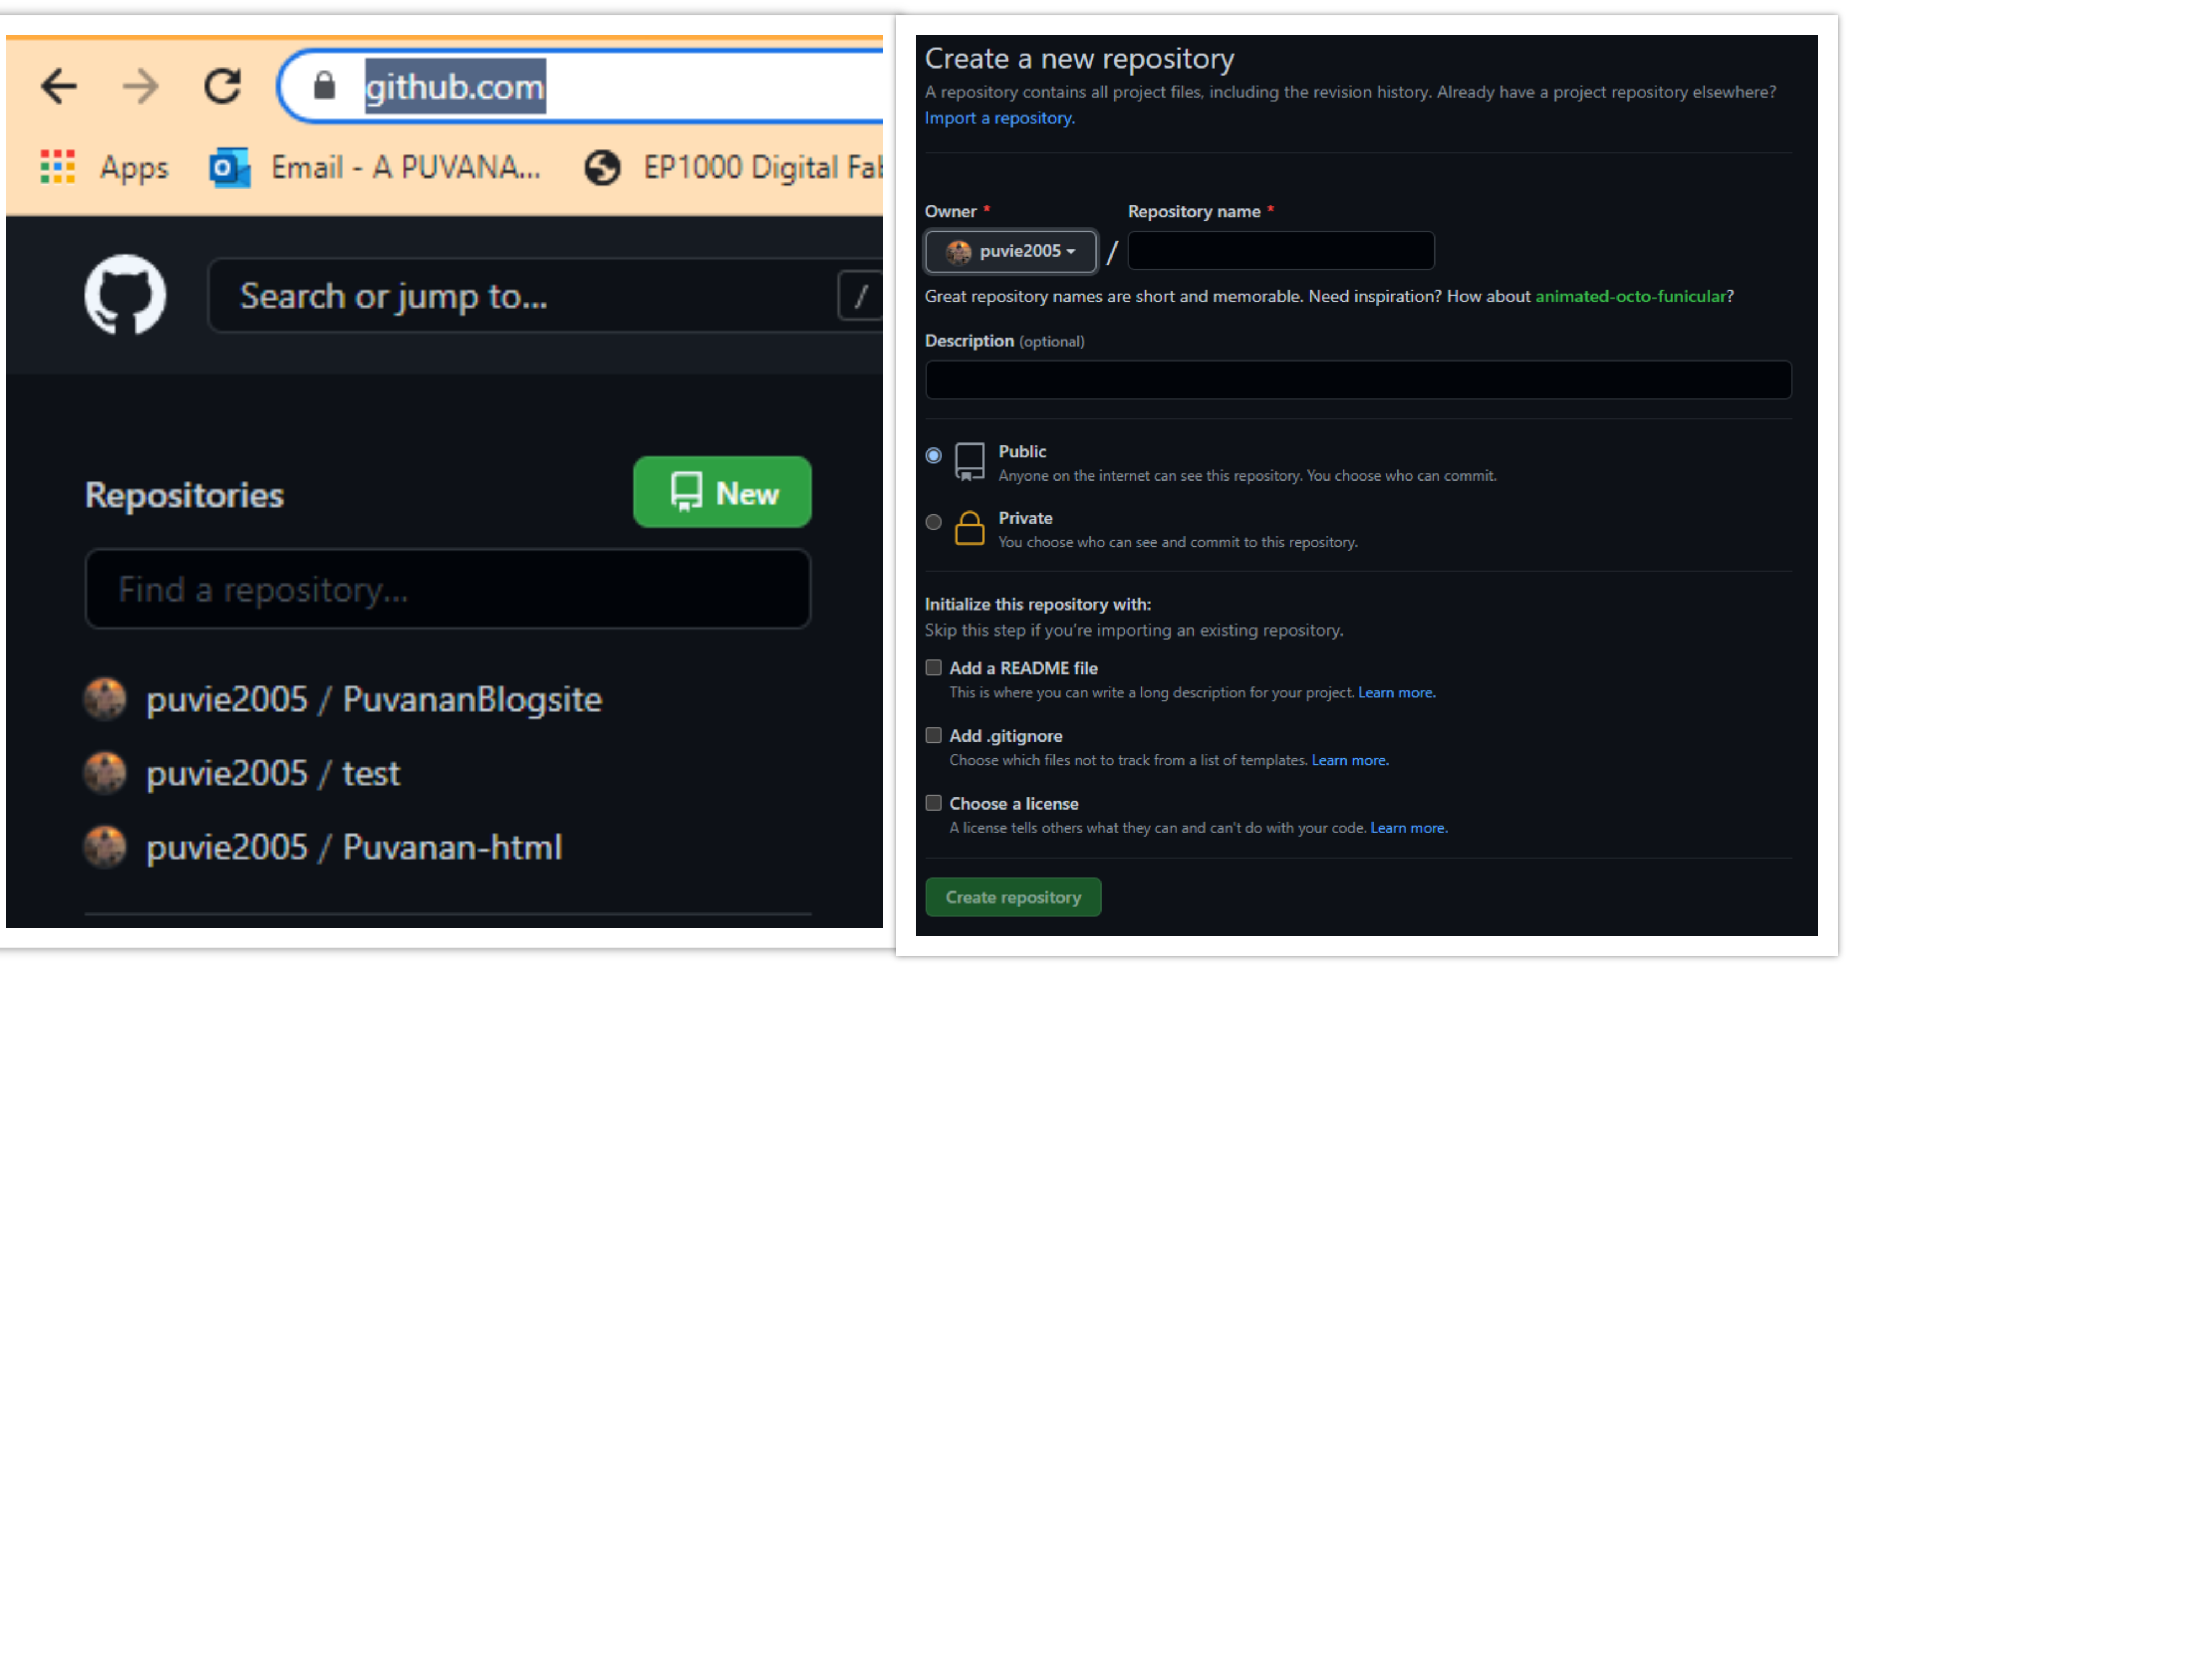 github.com
Apps Email - A PUVANA... EP1000 Digital Fab
Search or jump to... /
Repositories New
Find a repository...
puvie2005 / PuvananBlogsite
puvie2005 / test
puvie2005 / Puvanan-html
Create a new repository
A repository contains all project files, including the revision history. Already have a project repository elsewhere?
Import a repository.
Owner * Repository name *
puvie2005 /
Great repository names are short and memorable. Need inspiration? How about animated-octo-funicular?
Description (optional)
Public
Anyone on the internet can see this repository. You choose who can commit.
Private
You choose who can see and commit to this repository.
Initialize this repository with:
Skip this step if you're importing an existing repository.
Add a README file
This is where you can write a long description for your project. Learn more.
Add .gitignore
Choose which files not to track from a list of templates. Learn more.
Choose a license
A license tells others what they can and can't do with your code. Learn more.
Create repository